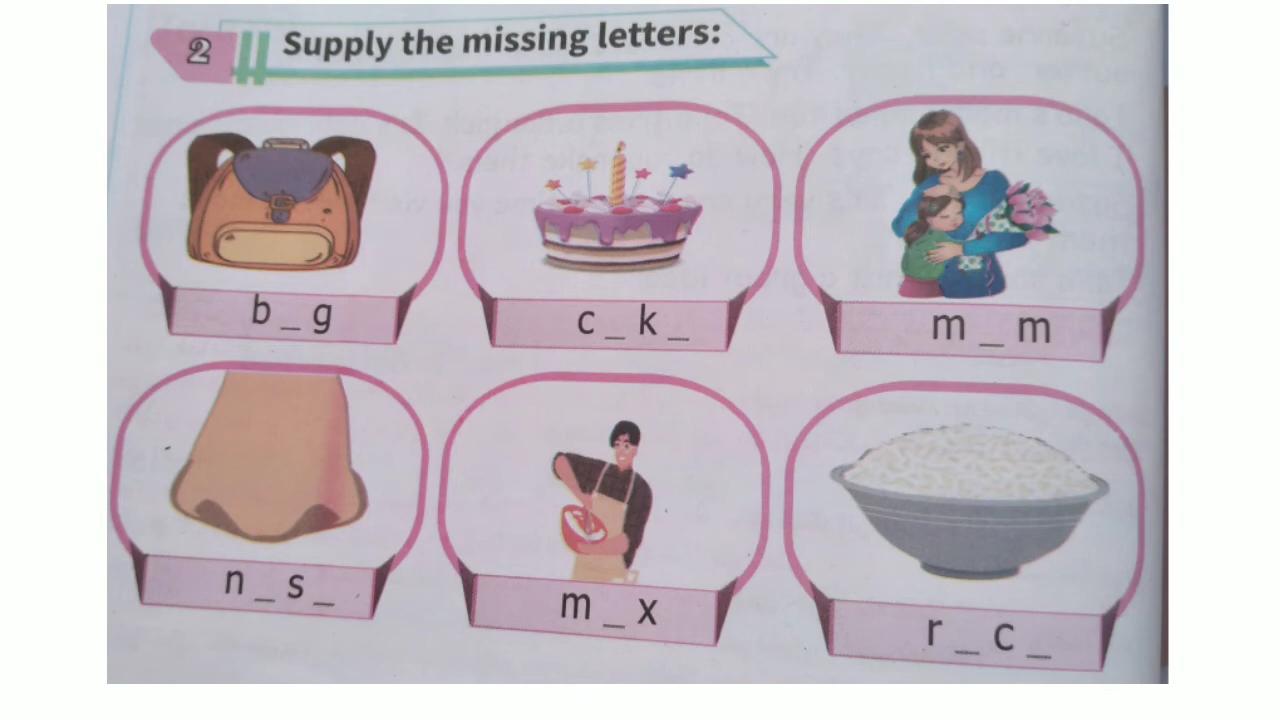 2 Supply the missing letters:
b _ g
c _ k _
m _ m
n _ s _
m _ x
r _ c _